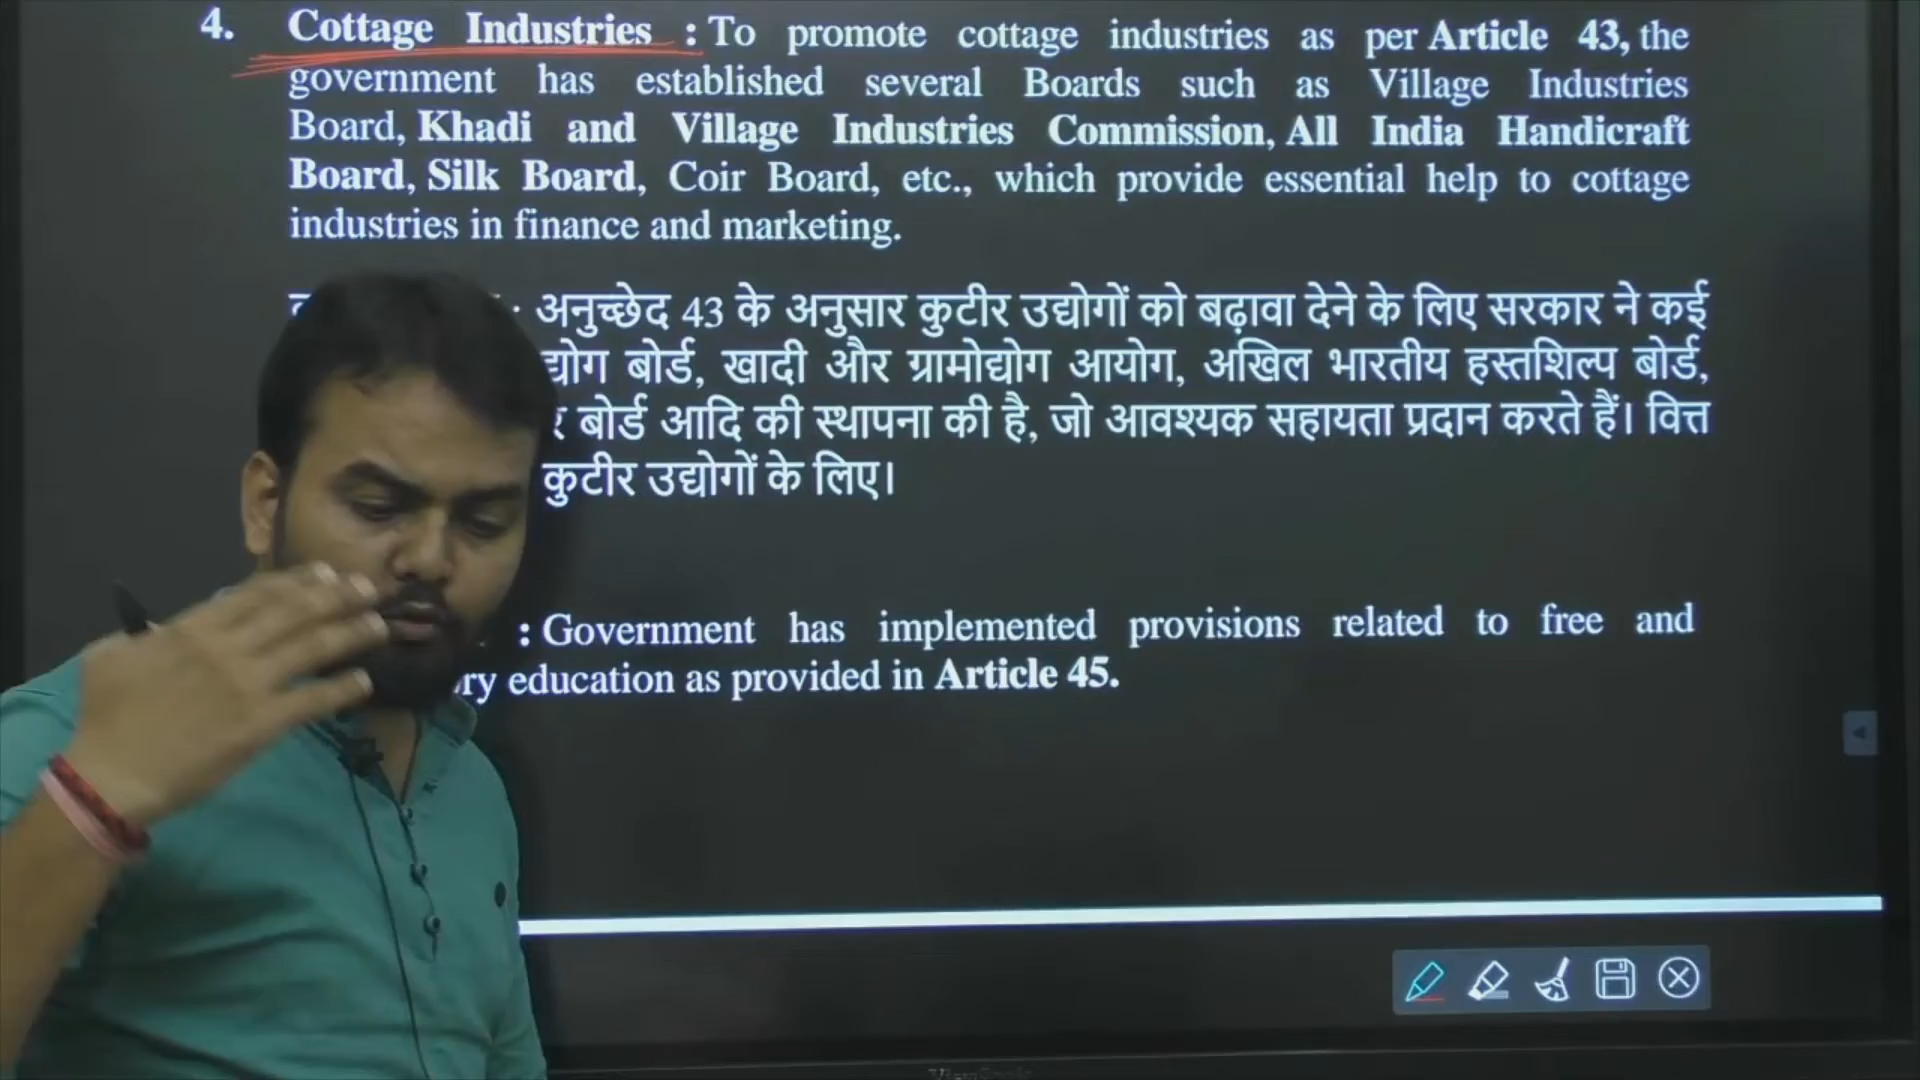 4. Cottage Industries : To promote cottage industries as per Article 43, the
government has established several Boards such as Village Industries
Board, Khadi and Village Industries Commission, All India Handicraft
Board, Silk Board, Coir Board, etc., which provide essential help to cottage
industries in finance and marketing.
: अनुच्छेद 43 के अनुसार कुटीर उद्योगों को बढ़ावा देने के लिए सरकार ने कई
द्योग बोर्ड, खादी और ग्रामोद्योग आयोग, अखिल भारतीय हस्तशिल्प बोर्ड,
बोर्ड आदि की स्थापना की है, जो आवश्यक सहायता प्रदान करते हैं। वित्त
कुटीर उद्योगों के लिए।
: Government has implemented provisions related to free and
ry education as provided in Article 45.